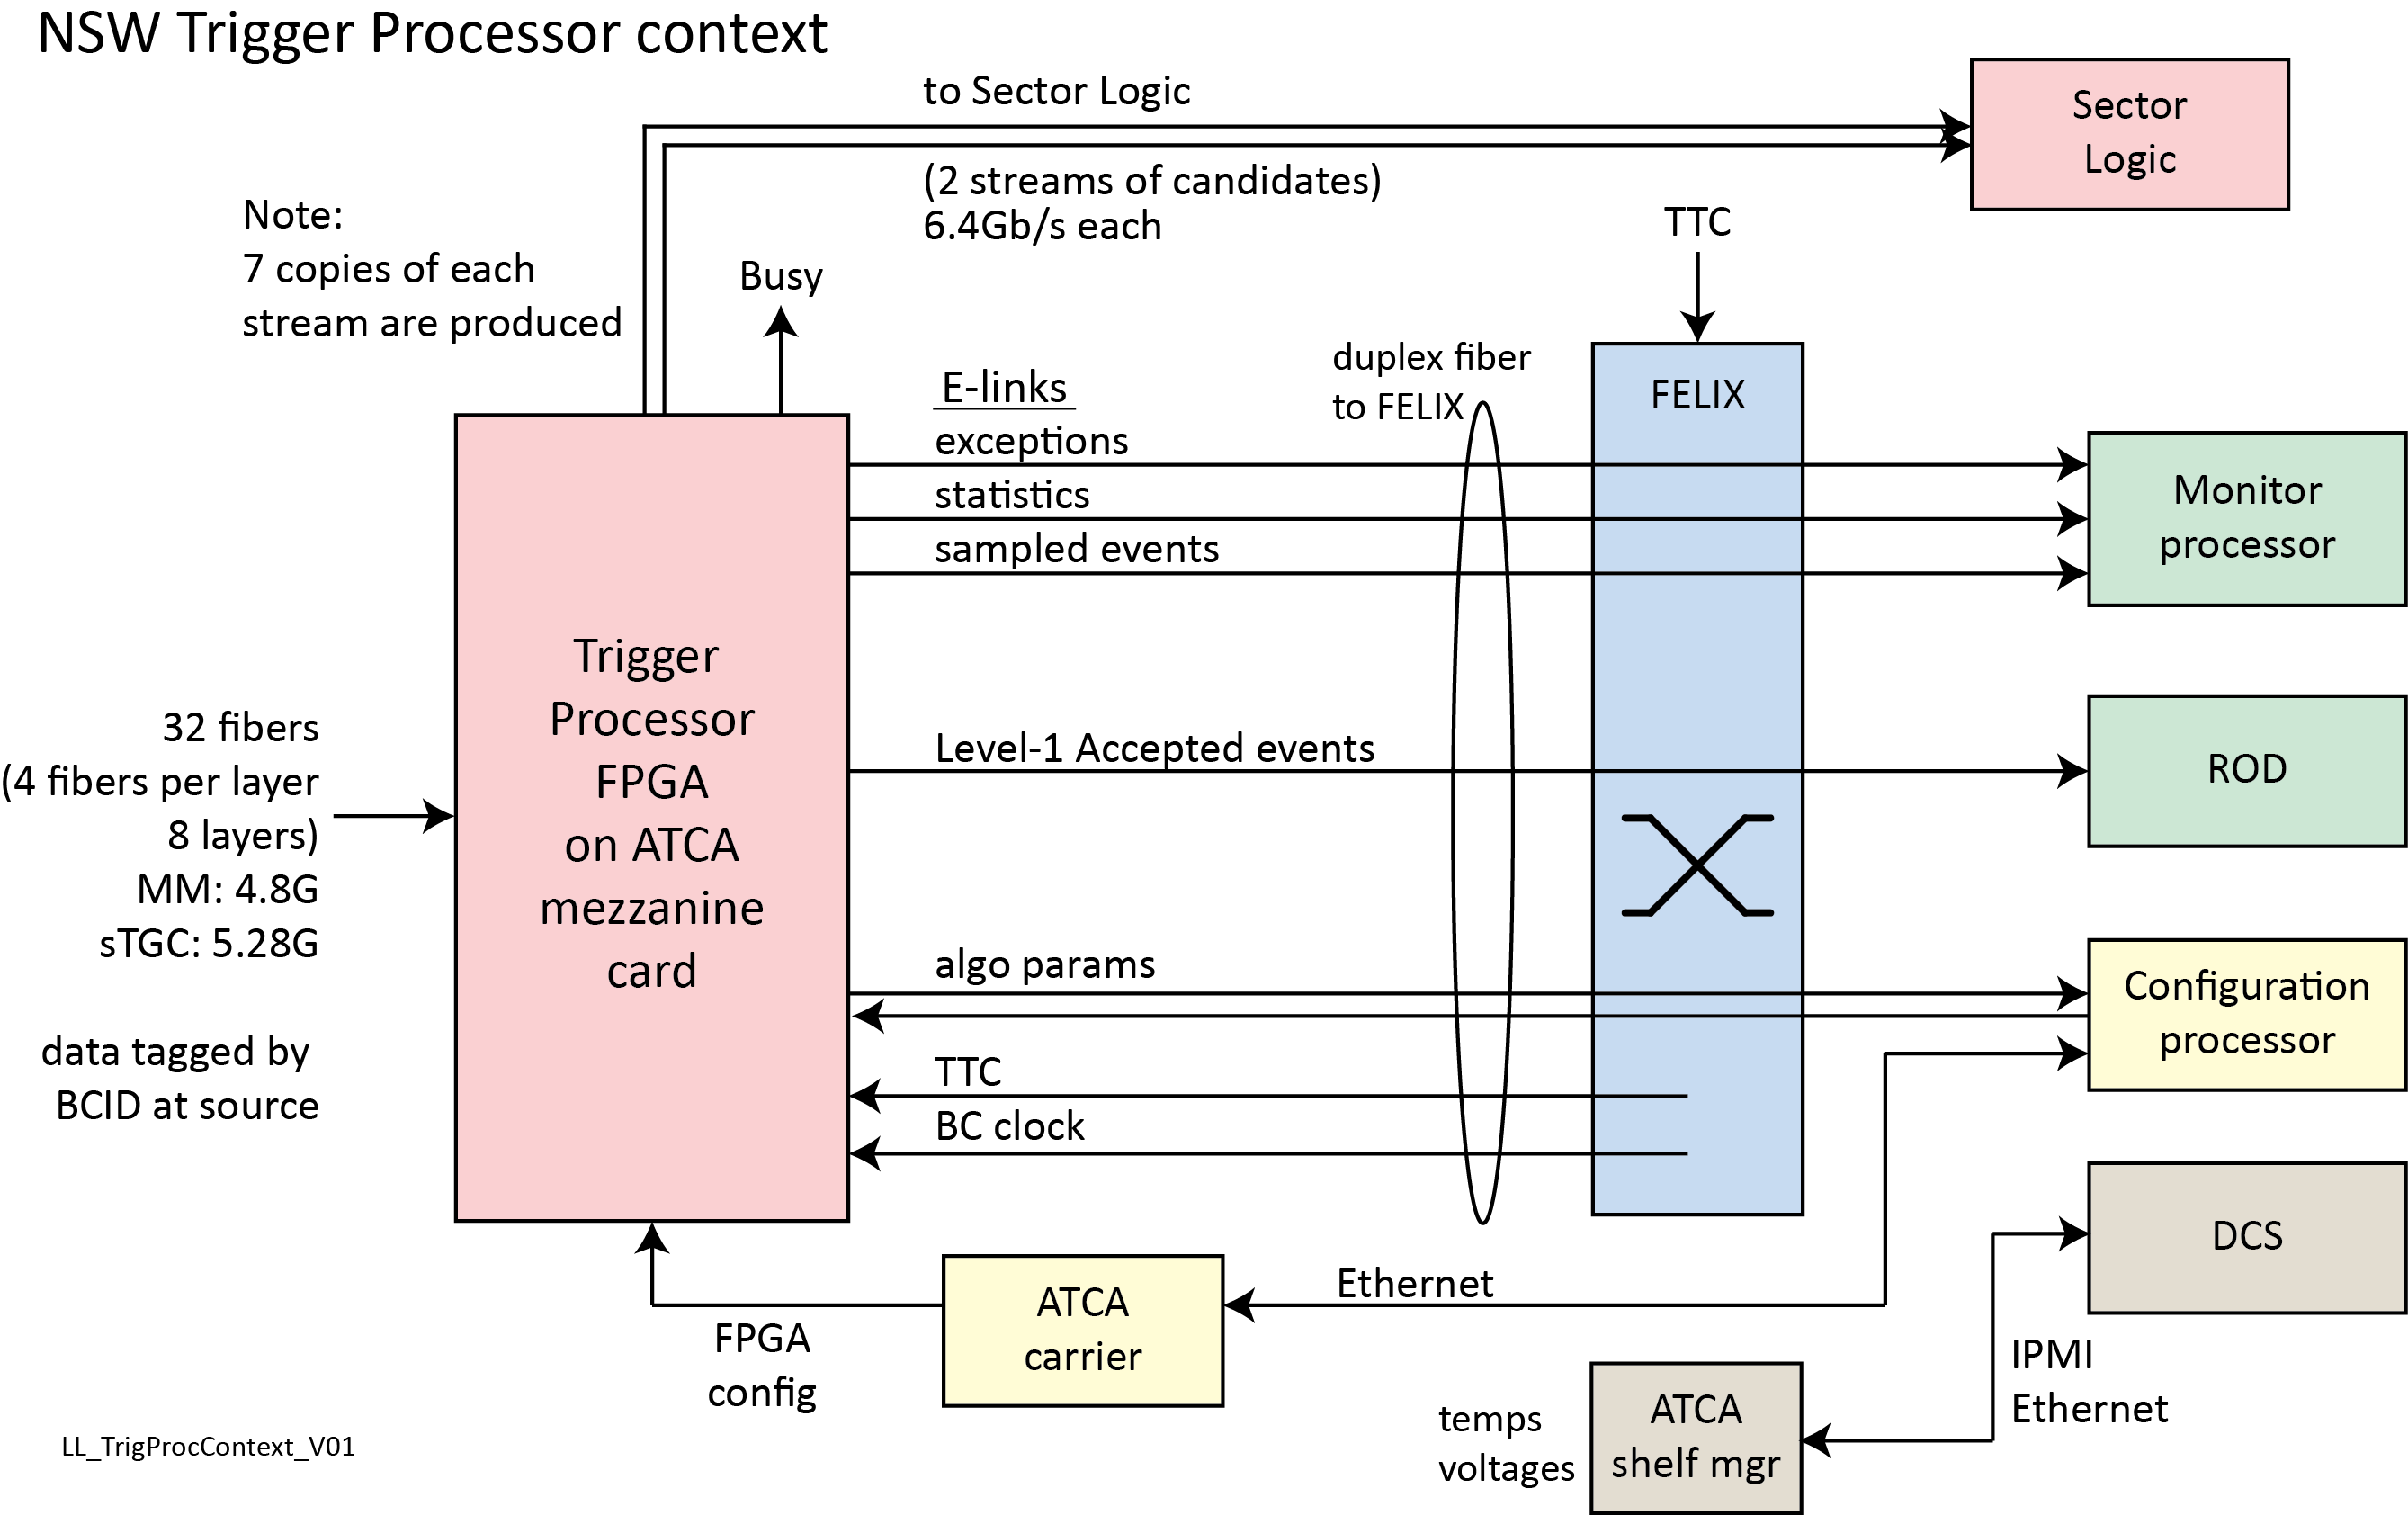 NSW Trigger Processor context
to Sector Logic
(2 streams of candidates)
6.4Gb/s each
Sector
Logic
Note:
7 copies of each
stream are produced
Busy
TTC
E-links
duplex fiber
to FELIX
FELIX
exceptions
statistics
sampled events
Monitor
processor
Trigger
Processor
FPGA
on ATCA
mezzanine
card
32 fibers
(4 fibers per layer
8 layers)
MM: 4.8G
sTGC: 5.28G
data tagged by
BCID at source
Level-1 Accepted events
ROD
algo params
Configuration
processor
TTC
BC clock
DCS
FPGA
config
ATCA
carrier
Ethernet
IPMI
Ethernet
temps
voltages
ATCA
shelf mgr
LL_TrigProcContext_V01